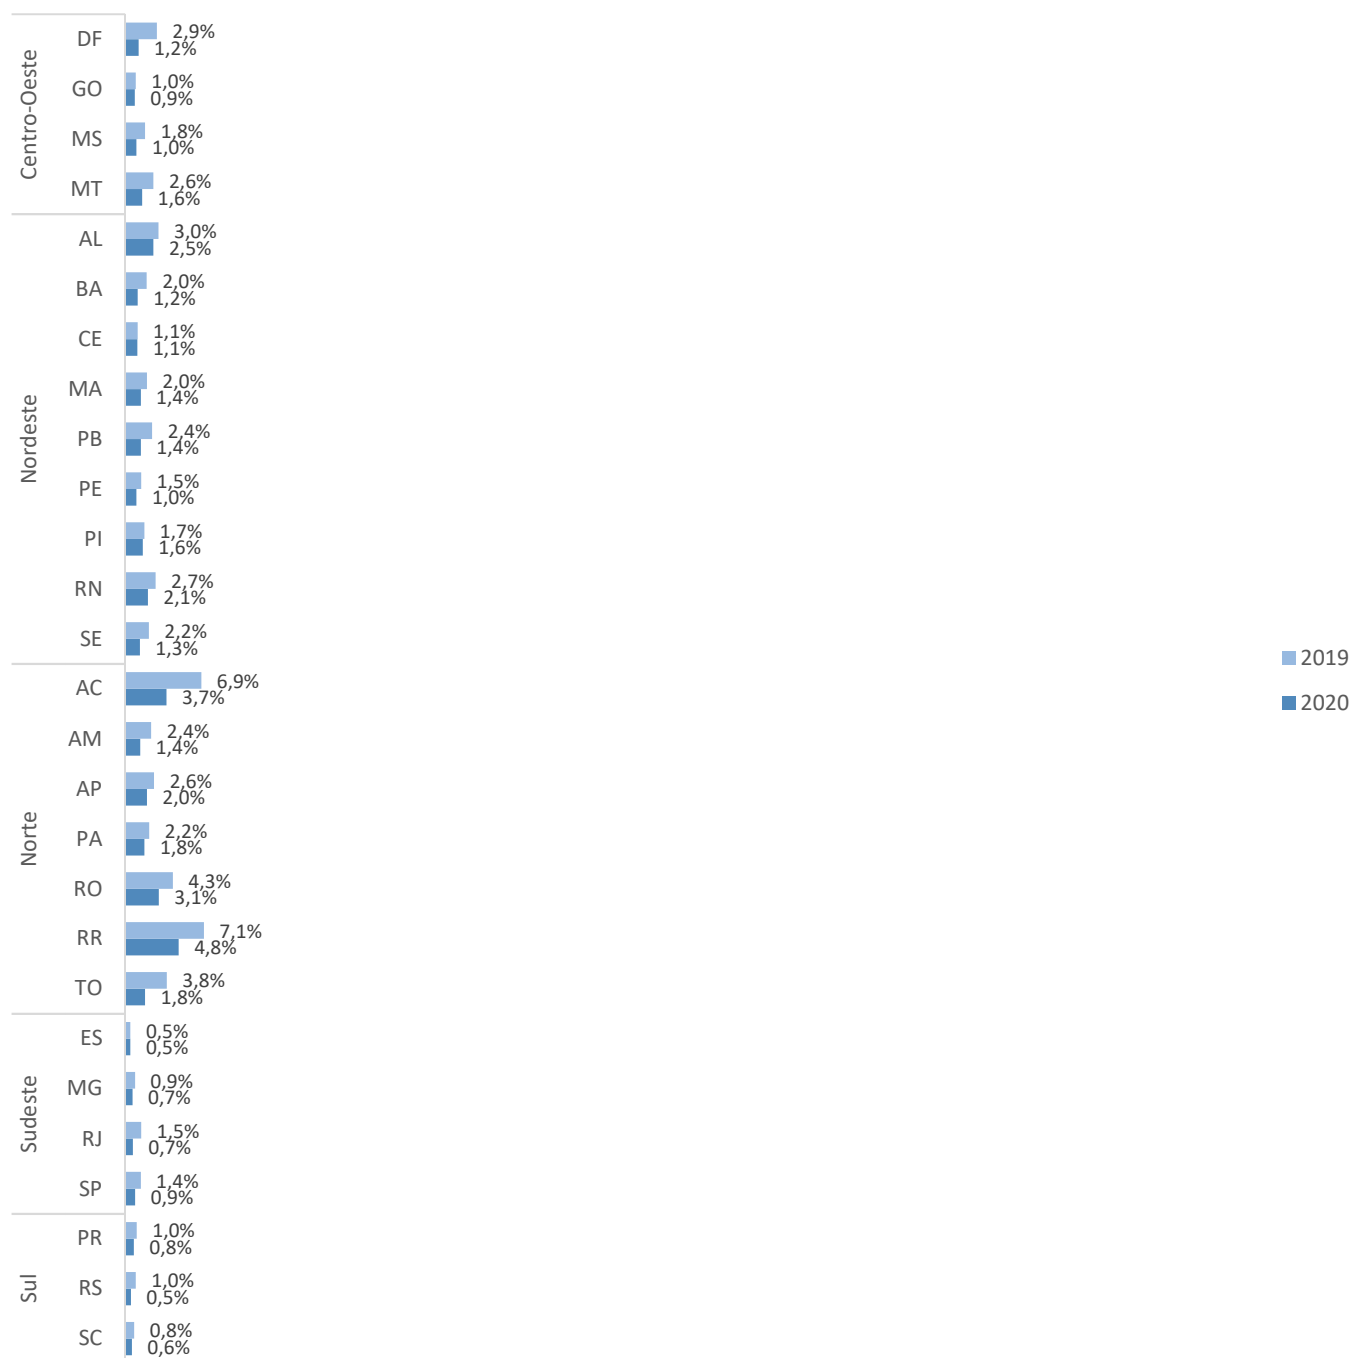 Centro-Oeste
DF
2,9%
1,2%
GO
1,0%
0,9%
MS
1,8%
1,0%
MT
2,6%
1,6%
Nordeste
AL
3,0%
2,5%
BA
2,0%
1,2%
CE
1,1%
1,1%
MA
2,0%
1,4%
PB
2,4%
1,4%
PE
1,5%
1,0%
PI
1,7%
1,6%
RN
2,7%
2,1%
SE
2,2%
1,3%
Norte
AC
6,9%
3,7%
AM
2,4%
1,4%
AP
2,6%
2,0%
PA
2,2%
1,8%
RO
4,3%
3,1%
RR
7,1%
4,8%
TO
3,8%
1,8%
Sudeste
ES
0,5%
0,5%
MG
0,9%
0,7%
RJ
1,5%
0,7%
SP
1,4%
0,9%
Sul
PR
1,0%
0,8%
RS
1,0%
0,5%
SC
0,8%
0,6%
2019
2020